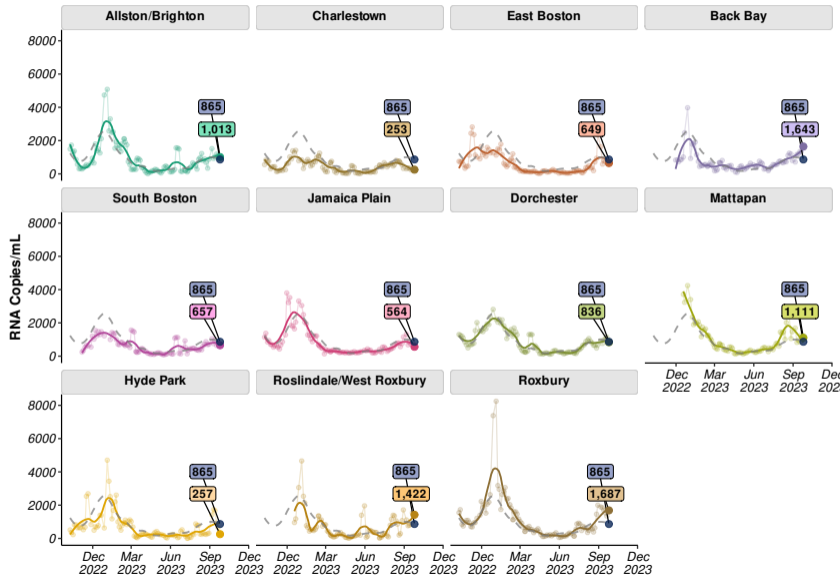 Allston/Brighton Charlestown East Boston Back Bay
8000
6000
4000
2000
0
865 865 865 865
1,013 253 649 1,643
South Boston Jamaica Plain Dorchester Mattapan
RNA Copies/mL
8000
6000
4000
2000
0
865 865 865 865
657 564 836 1,111
Dec Mar Jun Sep Dec
2022 2023 2023 2023 202
Hyde Park Roslindale/West Roxbury Roxbury
8000
6000
4000
2000
0
865 865 865
257 1,422 1,687
Dec Mar Jun Sep Dec Mar Jun Sep Dec Mar Jun Sep Dec
2022 2023 2023 2023 2022 2023 2023 2023 2022 2023 2023 2023 2023